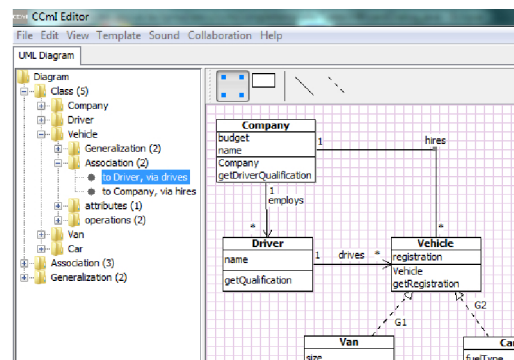 CCmI Editor
File Edit View Template Sound Collaboration Help
UML Diagram
Diagram
Class (5)
Company
Driver
Vehicle
Generalization (2)
Association (2)
to Driver, via drives
to Company, via hires
attributes (1)
operations (2)
Van
Car
Association (3)
Generalization (2)
Company
budget
name
Company
getDriverQualification
1
hires
1
employs
*
*
Driver
name
getQualification
1 drives *
Vehicle
registration
Vehicle
getRegistration
G1
G2
Van
size
Ca
fuelType